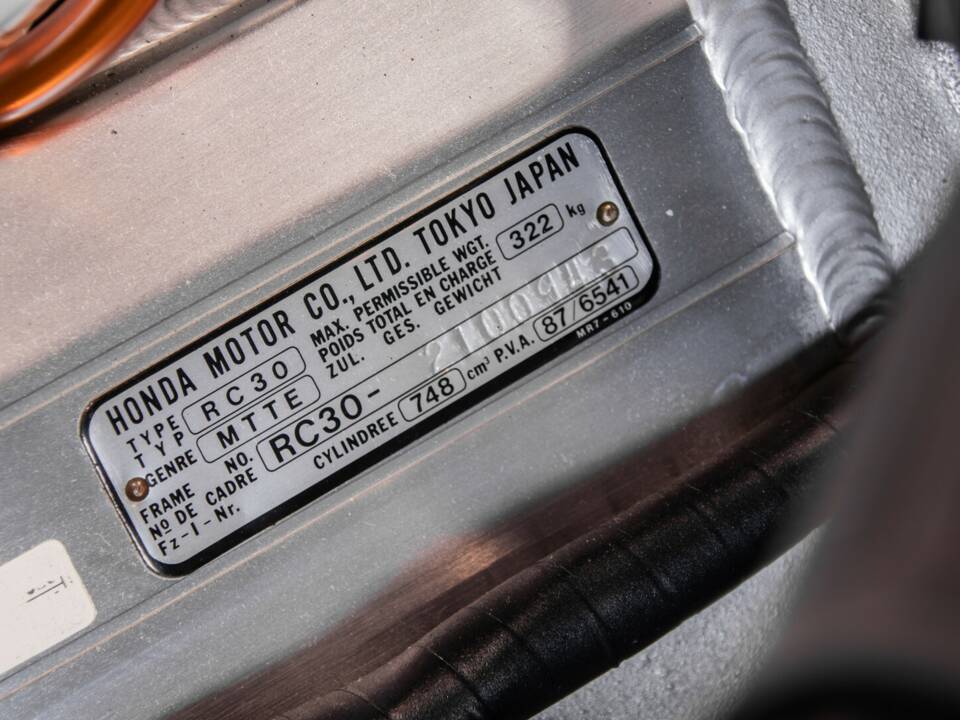 HONDA MOTOR CO., LTD. TOKYO JAPAN
TYPE
TYP RC30
MAX. PERMISSIBLE WGT.
POIDS TOTAL EN CHARGE 322 kg
ZUL. GES. GEWICHT
GENRE MTTE
FRAME NO.
Nº DE CADRE RC30-
Fz-I-Nr.
CYLINDREE 748 cm³ P.V.A. 87/6541
MR7-610